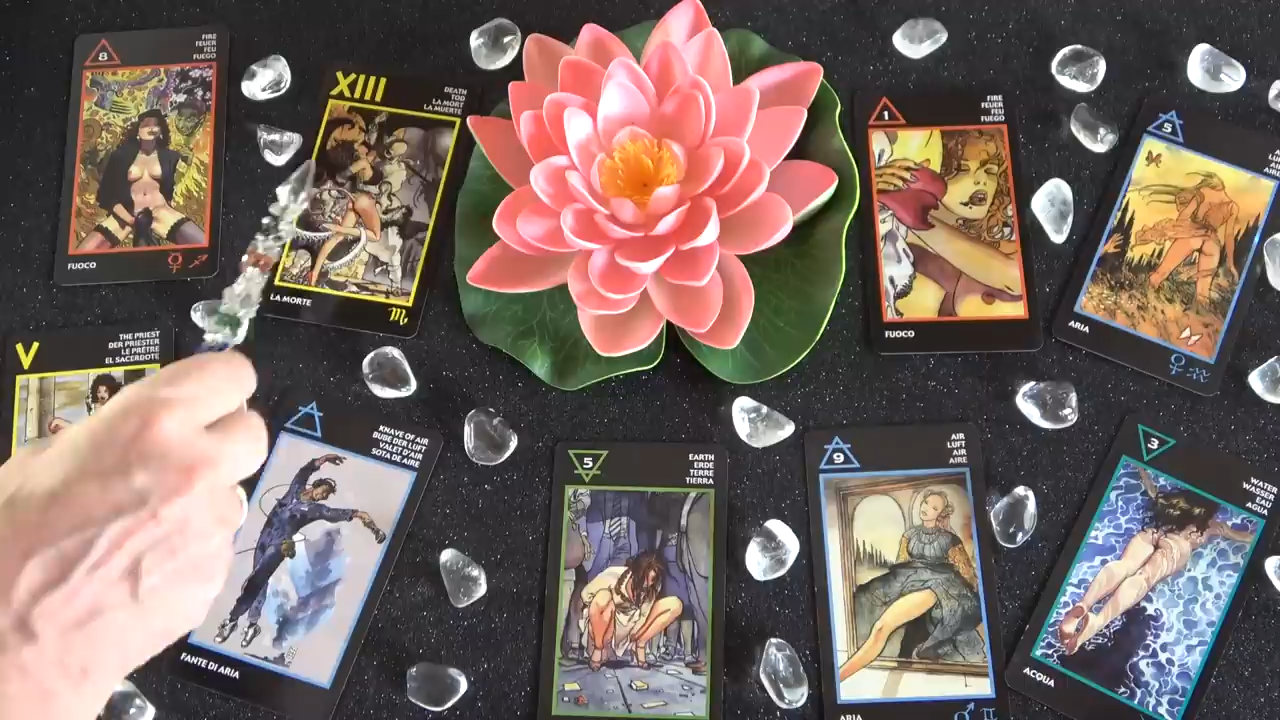 8
FIRE
FEUER
FEU
FUEGO
FUOCO
XIII
DEATH
TOD
LA MORT
LA MUERTE
LA MORTE
1
FIRE
FEUER
FEU
FUEGO
FUOCO
5
ARIA
V
THE PRIEST
DER PRIESTER
LE PRÊTRE
EL SACERDOTE
KNAVE OF AIR
BUBE DER LUFT
VALET D'AIR
SOTA DE AIRE
FANTE DI ARIA
5
EARTH
ERDE
TERRE
TIERRA
9
AIR
LUFT
AIR
AIRE
ARIA
3
WATER
WASSER
EAU
AGUA
ACQUA